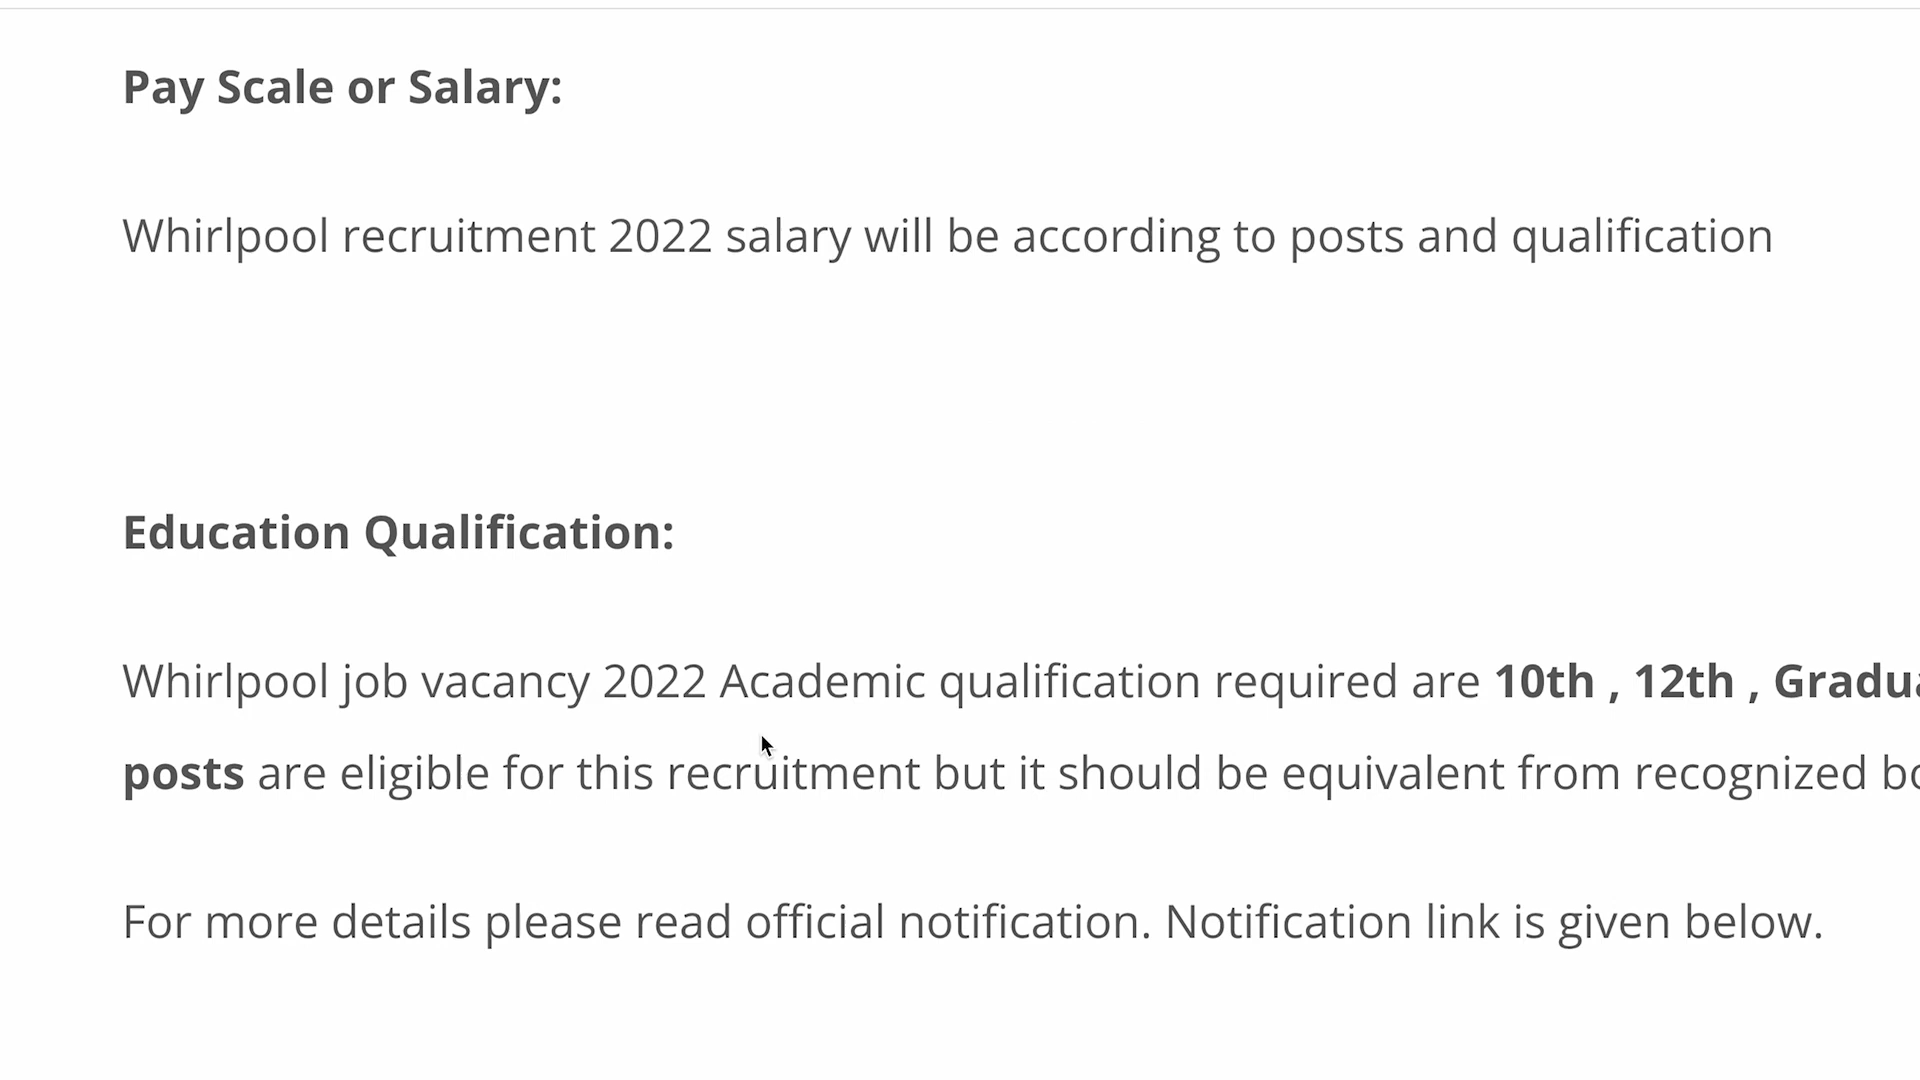 Pay Scale or Salary:
Whirlpool recruitment 2022 salary will be according to posts and qualification
Education Qualification:
Whirlpool job vacancy 2022 Academic qualification required are 10th , 12th ,
posts are eligible for this recruitment but it should be equivalent from recognized
For more details please read official notification. Notification link is given below.